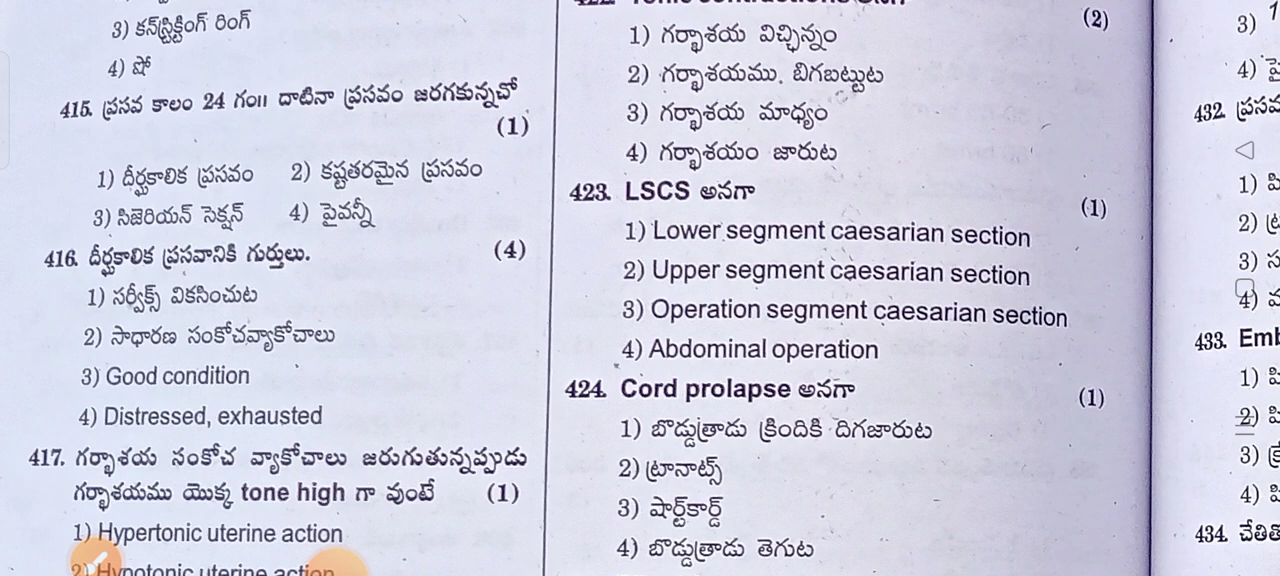 3) కన్‌స్ట్రిక్టింగ్ రింగ్
4) షో
415. ప్రసవ కాలం 24 గం॥ దాటినా ప్రసవం జరగకున్నచో
(1)
1) దీర్ఘకాలిక ప్రసవం 2) కష్టతరమైన ప్రసవం
3) సిజెరియన్ సెక్షన్ 4) పైవన్నీ
416. దీర్ఘకాలిక ప్రసవానికి గుర్తులు. (4)
1) సర్వీక్స్ వికసించుట
2) సాధారణ సంకోచవ్యాకోచాలు
3) Good condition
4) Distressed, exhausted
417. గర్భాశయ సంకోచ వ్యాకోచాలు జరుగుతున్నప్పుడు
గర్భాశయము యొక్క tone high గా వుంటే (1)
1) Hypertonic uterine action
2) Hypotonic uterine action
(2)
1) గర్భాశయ విచ్ఛిన్నం
2) గర్భాశయము. బిగబట్టుట
3) గర్భాశయ మాధ్యం
4) గర్భాశయం జారుట
423. LSCS అనగా (1)
1) Lower segment caesarian section
2) Upper segment caesarian section
3) Operation segment caesarian section
4) Abdominal operation
424. Cord prolapse అనగా (1)
1) బొడ్డుత్రాడు క్రిందికి దిగజారుట
2) ట్రానాట్స్
3) షార్ట్‌కార్డ్
4) బొడ్డుత్రాడు తెగుట
3)
4)
432. ప్రసవ
1)
2)
3)
4)
433.
1)
2)
3)
4)
434.